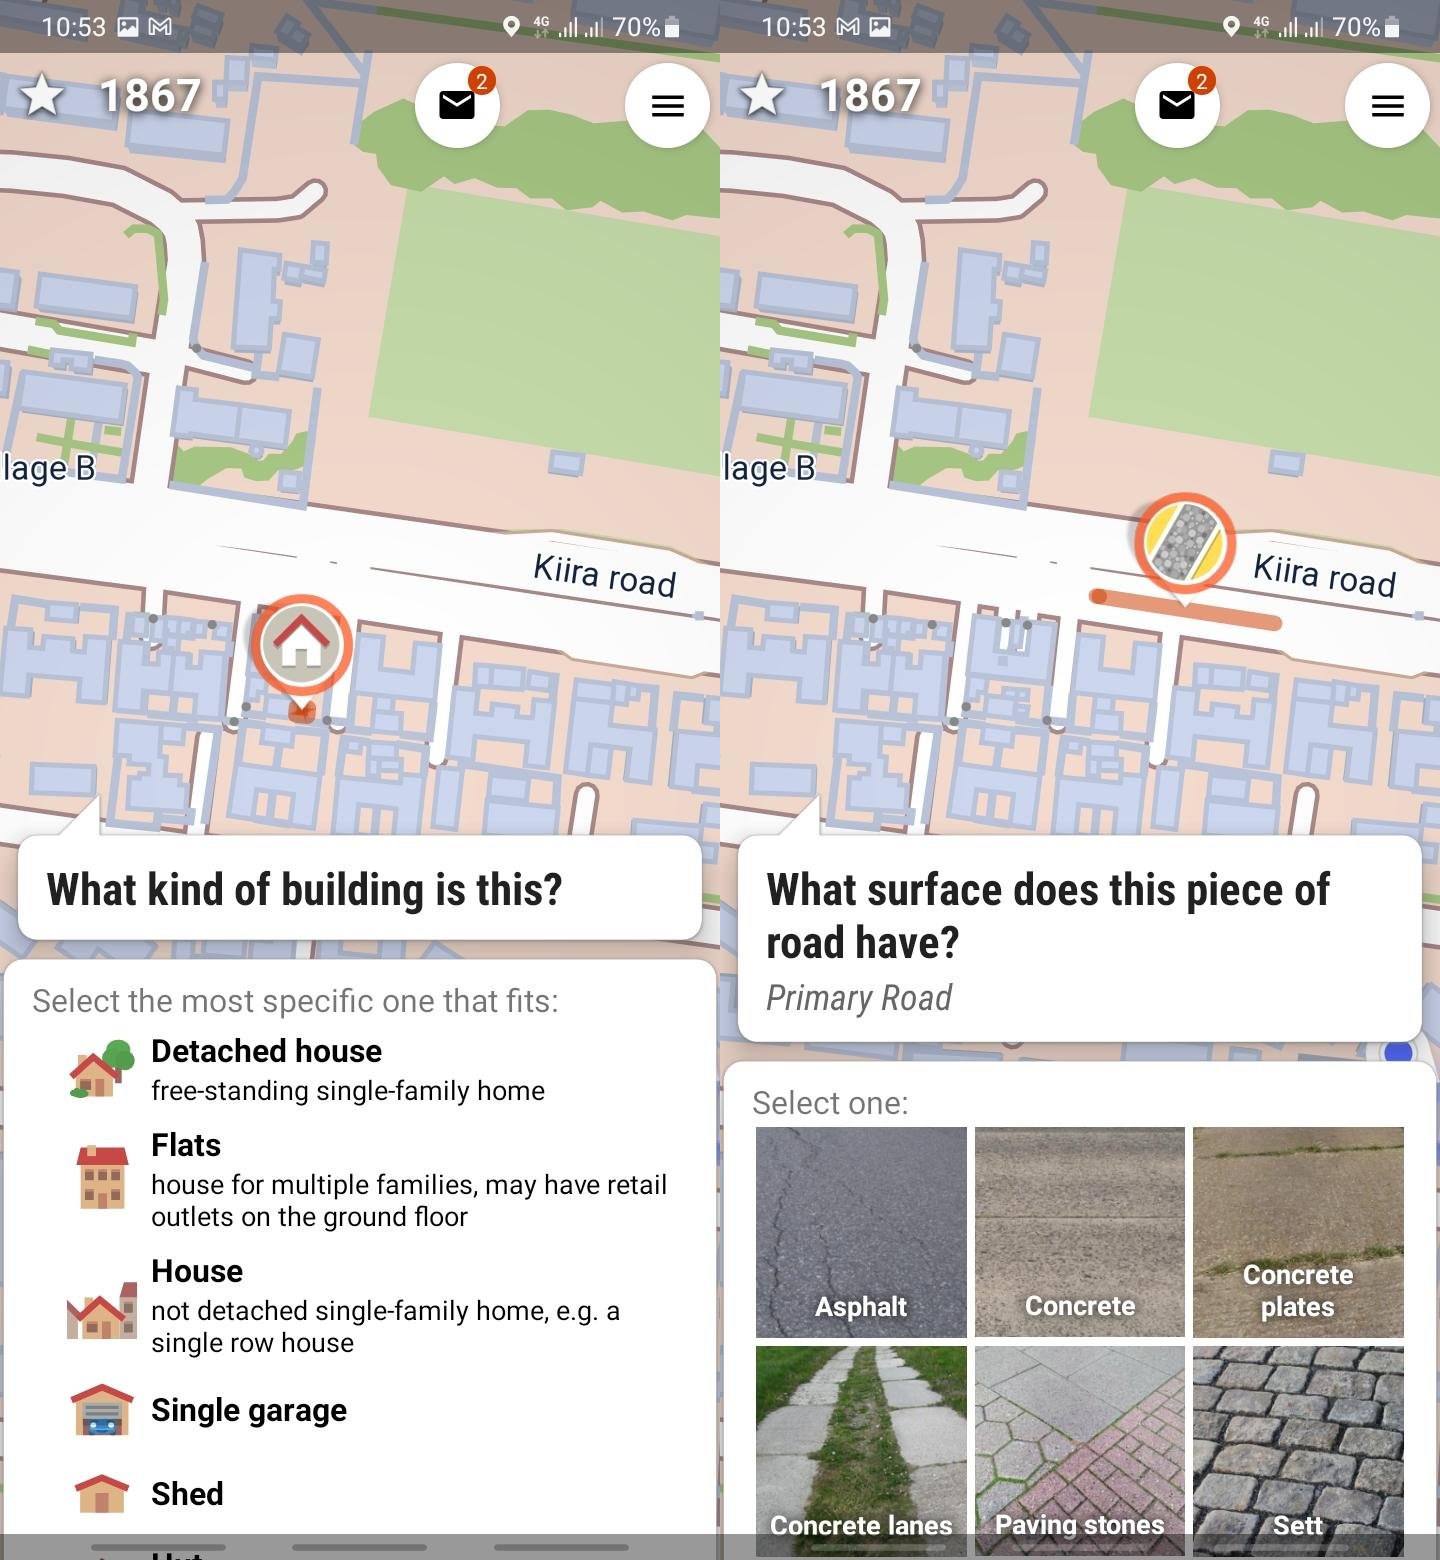 10:53
4G
70%
1867
2
lage B
Kiira road
What kind of building is this?
Select the most specific one that fits:
Detached house
free-standing single-family home
Flats
house for multiple families, may have retail
outlets on the ground floor
House
not detached single-family home, e.g. a
single row house
Single garage
Shed
10:53
4G
70%
1867
2
lage B
Kiira road
What surface does this piece of
road have?
Primary Road
Select one:
Asphalt
Concrete
Concrete
plates
Concrete lanes
Paving stones
Sett